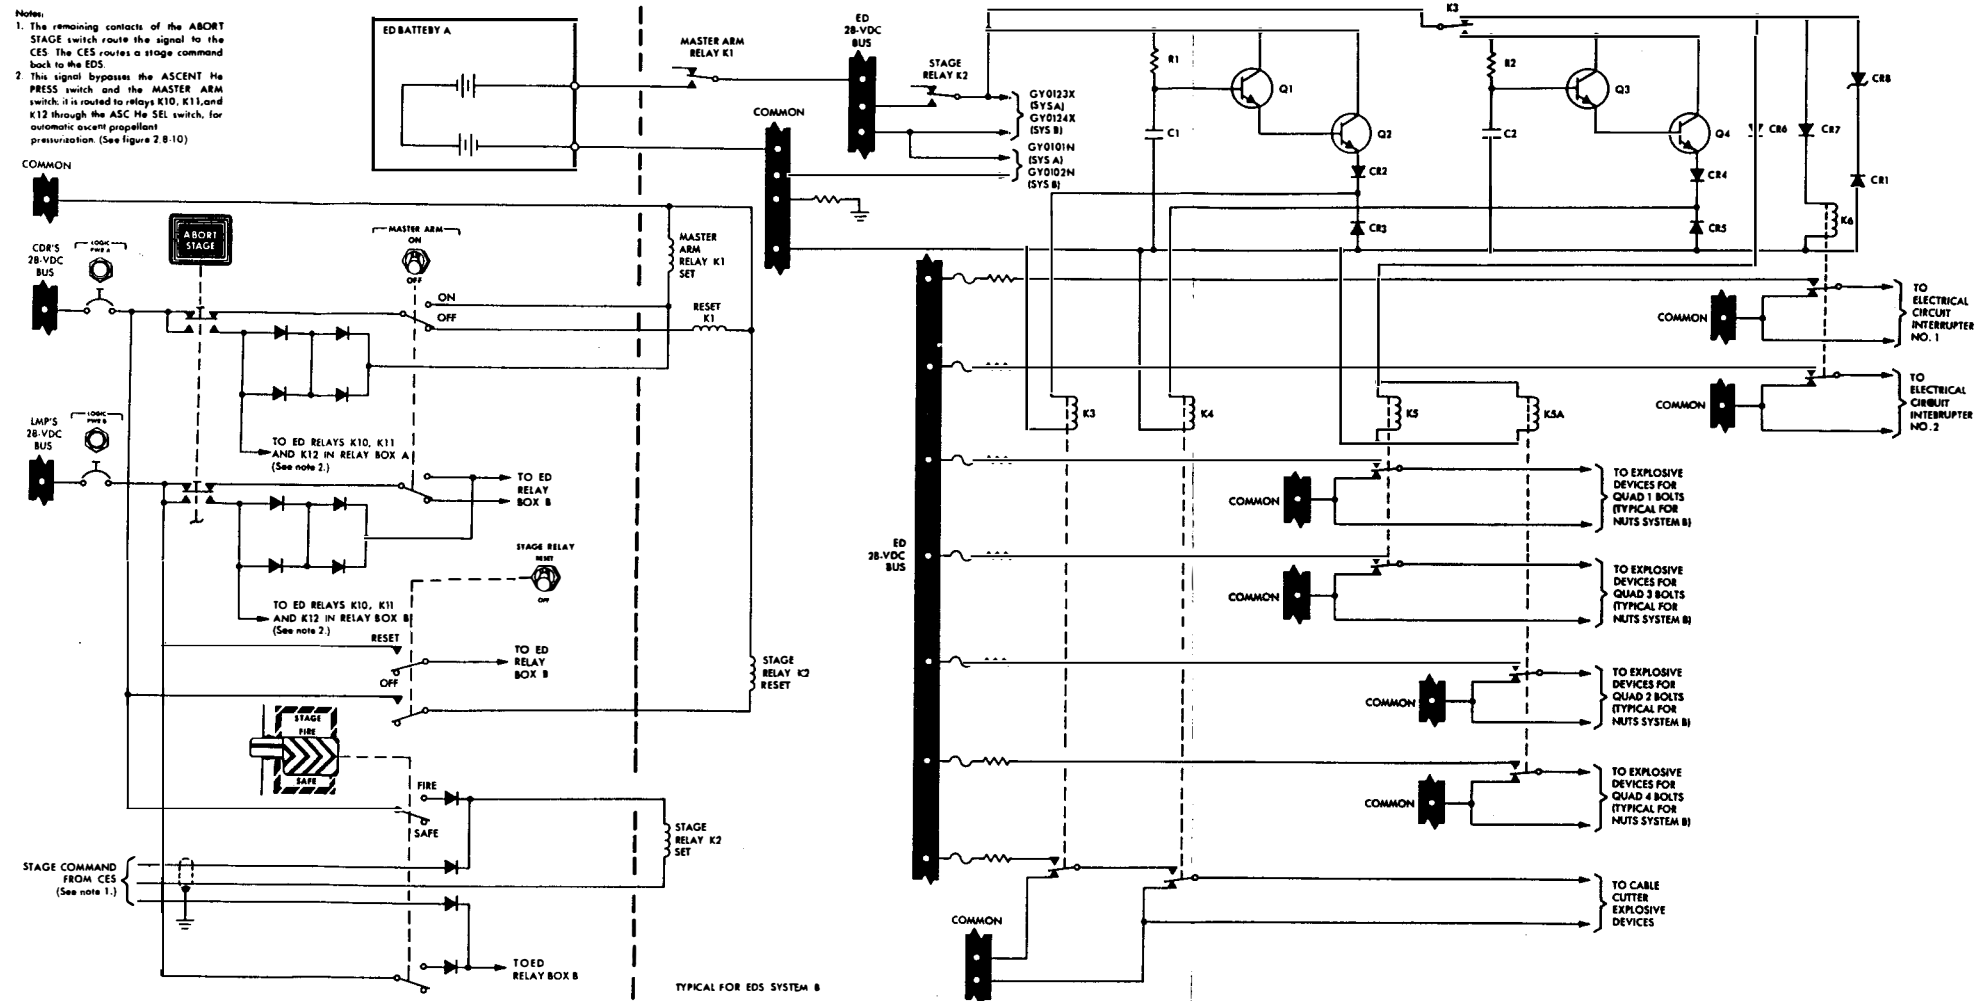 Notes:
1. The remaining contacts of the ABORT
STAGE switch route the signal to the
CES. The CES routes a stage command
back to the EDS.
2. This signal bypasses the ASCENT He
PRESS switch and the MASTER ARM
switch; it is routed to relays K10, K11, and
K12 through the ASC He SEL switch, for
automatic ascent propellant
pressurization. (See figure 2.8-10)
COMMON
ED BATTERY A
MASTER ARM
RELAY K1
ED
28-VDC
BUS
COMMON
STAGE
RELAY K2
GY0123X
(SYSA)
GY0124X
(SYS B)
GY0101N
(SYS A)
GY0102N
(SYS B)
K3
R1
Q1
C1
Q2
CR2
CR3
R2
Q3
C2
Q4
CR4
CR5
CR6
CR7
CR8
CR1
K6
CDR'S
28-VDC
BUS
LOGIC
PWR A
ABORT
STAGE
MASTER ARM
ON
OFF
ON
OFF
MASTER
ARM
RELAY K1
SET
RESET
K1
LMP'S
28-VDC
BUS
LOGIC
PWR B
TO ED RELAYS K10, K11
AND K12 IN RELAY BOX A
(See note 2.)
TO ED
RELAY
BOX B
STAGE RELAY
RESET
OFF
TO ED RELAYS K10, K11
AND K12 IN RELAY BOX B
(See note 2.)
RESET
OFF
TO ED
RELAY
BOX B
STAGE
RELAY K2
RESET
STAGE
FIRE
SAFE
FIRE
SAFE
STAGE
RELAY K2
SET
STAGE COMMAND
FROM CES
(See note 1.)
TO ED
RELAY BOX B
TYPICAL FOR EDS SYSTEM B
ED
28-VDC
BUS
K3
K4
K5
K5A
COMMON
TO
ELECTRICAL
CIRCUIT
INTERRUPTER
NO. 1
COMMON
TO
ELECTRICAL
CIRCUIT
INTEBRUPTER
NO. 2
COMMON
TO EXPLOSIVE
DEVICES FOR
QUAD 1 BOLTS
(TYPICAL FOR
NUTS SYSTEM B)
COMMON
TO EXPLOSIVE
DEVICES FOR
QUAD 3 BOLTS
(TYPICAL FOR
NUTS SYSTEM B)
COMMON
TO EXPLOSIVE
DEVICES FOR
QUAD 2 BOLTS
(TYPICAL FOR
NUTS SYSTEM B)
COMMON
TO EXPLOSIVE
DEVICES FOR
QUAD 4 BOLTS
(TYPICAL FOR
NUTS SYSTEM B)
COMMON
TO CABLE
CUTTER
EXPLOSIVE
DEVICES